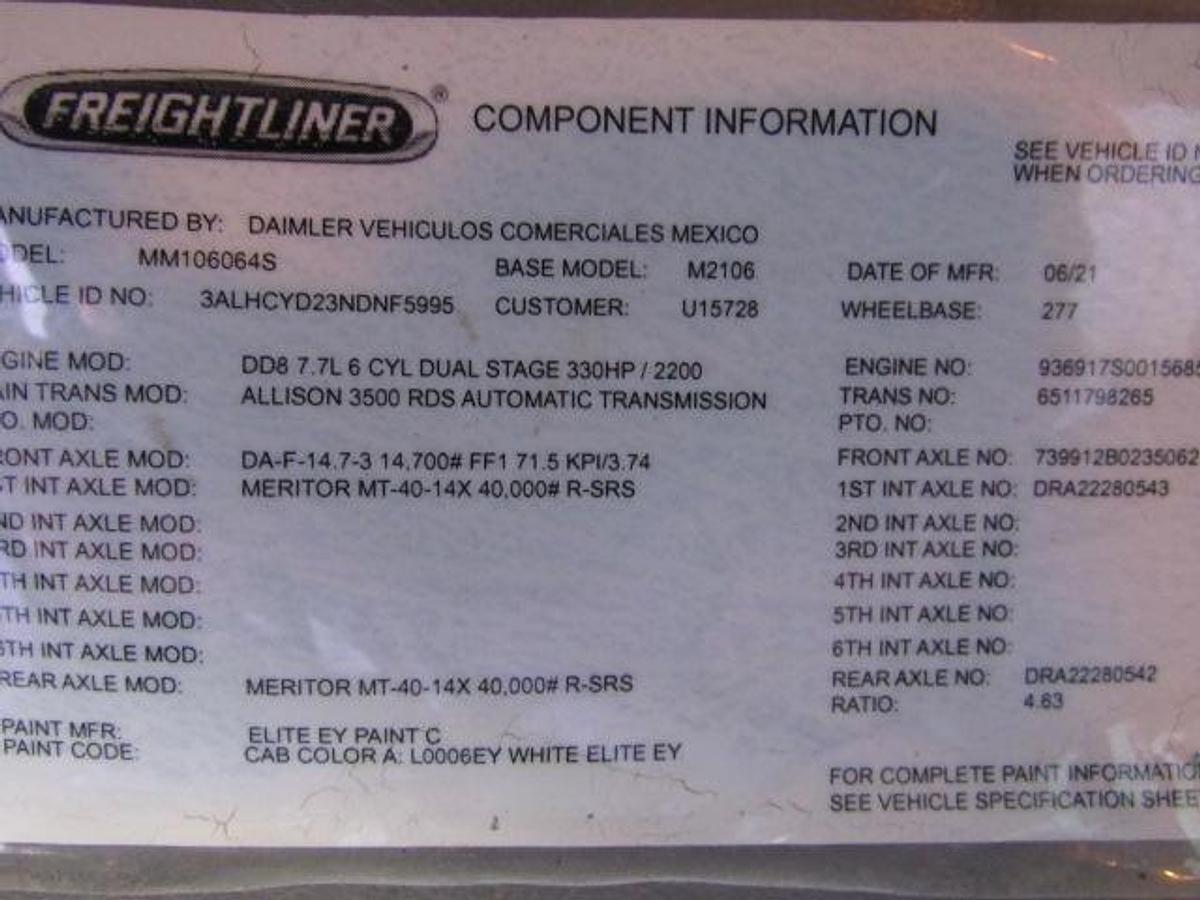 FREIGHTLINER ® COMPONENT INFORMATION
SEE VEHICLE ID
WHEN ORDERING
ANUFACTURED BY: DAIMLER VEHICULOS COMERCIALES MEXICO
ODEL: MM106064S BASE MODEL: M2106 DATE OF MFR: 06/21
HICLE ID NO: 3ALHCYD23NDNF5995 CUSTOMER: U15728 WHEELBASE: 277
GINE MOD: DD8 7.7L 6 CYL DUAL STAGE 330HP / 2200 ENGINE NO: 936917S0015685
AIN TRANS MOD: ALLISON 3500 RDS AUTOMATIC TRANSMISSION TRANS NO: 6511798265
O. MOD: PTO. NO:
RONT AXLE MOD: DA-F-14.7-3 14,700# FF1 71.5 KPI/3.74 FRONT AXLE NO: 739912B0235062
ST INT AXLE MOD: MERITOR MT-40-14X 40,000# R-SRS 1ST INT AXLE NO: DRA22280543
ND INT AXLE MOD: 2ND INT AXLE NO:
RD INT AXLE MOD: 3RD INT AXLE NO:
TH INT AXLE MOD: 4TH INT AXLE NO:
5TH INT AXLE MOD: 5TH INT AXLE NO:
6TH INT AXLE MOD: 6TH INT AXLE NO:
REAR AXLE MOD: MERITOR MT-40-14X 40,000# R-SRS REAR AXLE NO: DRA22280542
RATIO: 4.63
PAINT MFR: ELITE EY PAINT C
PAINT CODE: CAB COLOR A: L0006EY WHITE ELITE EY
FOR COMPLETE PAINT INFORMATIO
SEE VEHICLE SPECIFICATION SHEE